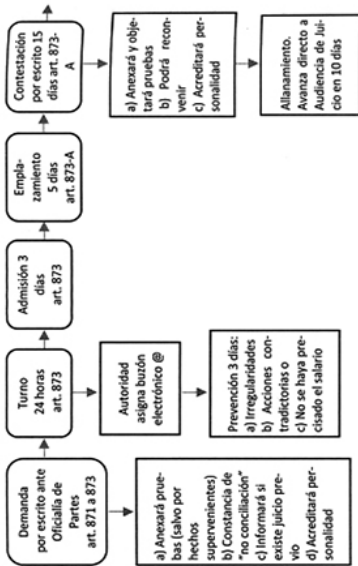 Demanda
por escrito ante
Oficialía de
Partes
art. 871 a 873
a) Anexará prue-
bas (salvo por
hechos
supervenientes)
b) Constancia de
"no conciliación"
c) Informará si
existe juicio pre-
vio
d) Acreditará per-
sonalidad
Turno
24 horas
art. 873
Autoridad
asigna buzón
electrónico @
Prevención 3 días:
a) Irregularidades
b) Acciones con-
tradictorias o
c) No se haya pre-
cisado el salario
Admisión 3
días
art. 873
Empla-
zamiento
5 días
art. 873-A
Contestación
por escrito 15
días art. 873-
A
a) Anexará y obje-
tará pruebas
b) Podrá recon-
venir
c) Acreditará per-
sonalidad
Allanamiento.
Avanza directo a
Audiencia de Jui-
cio en 10 días